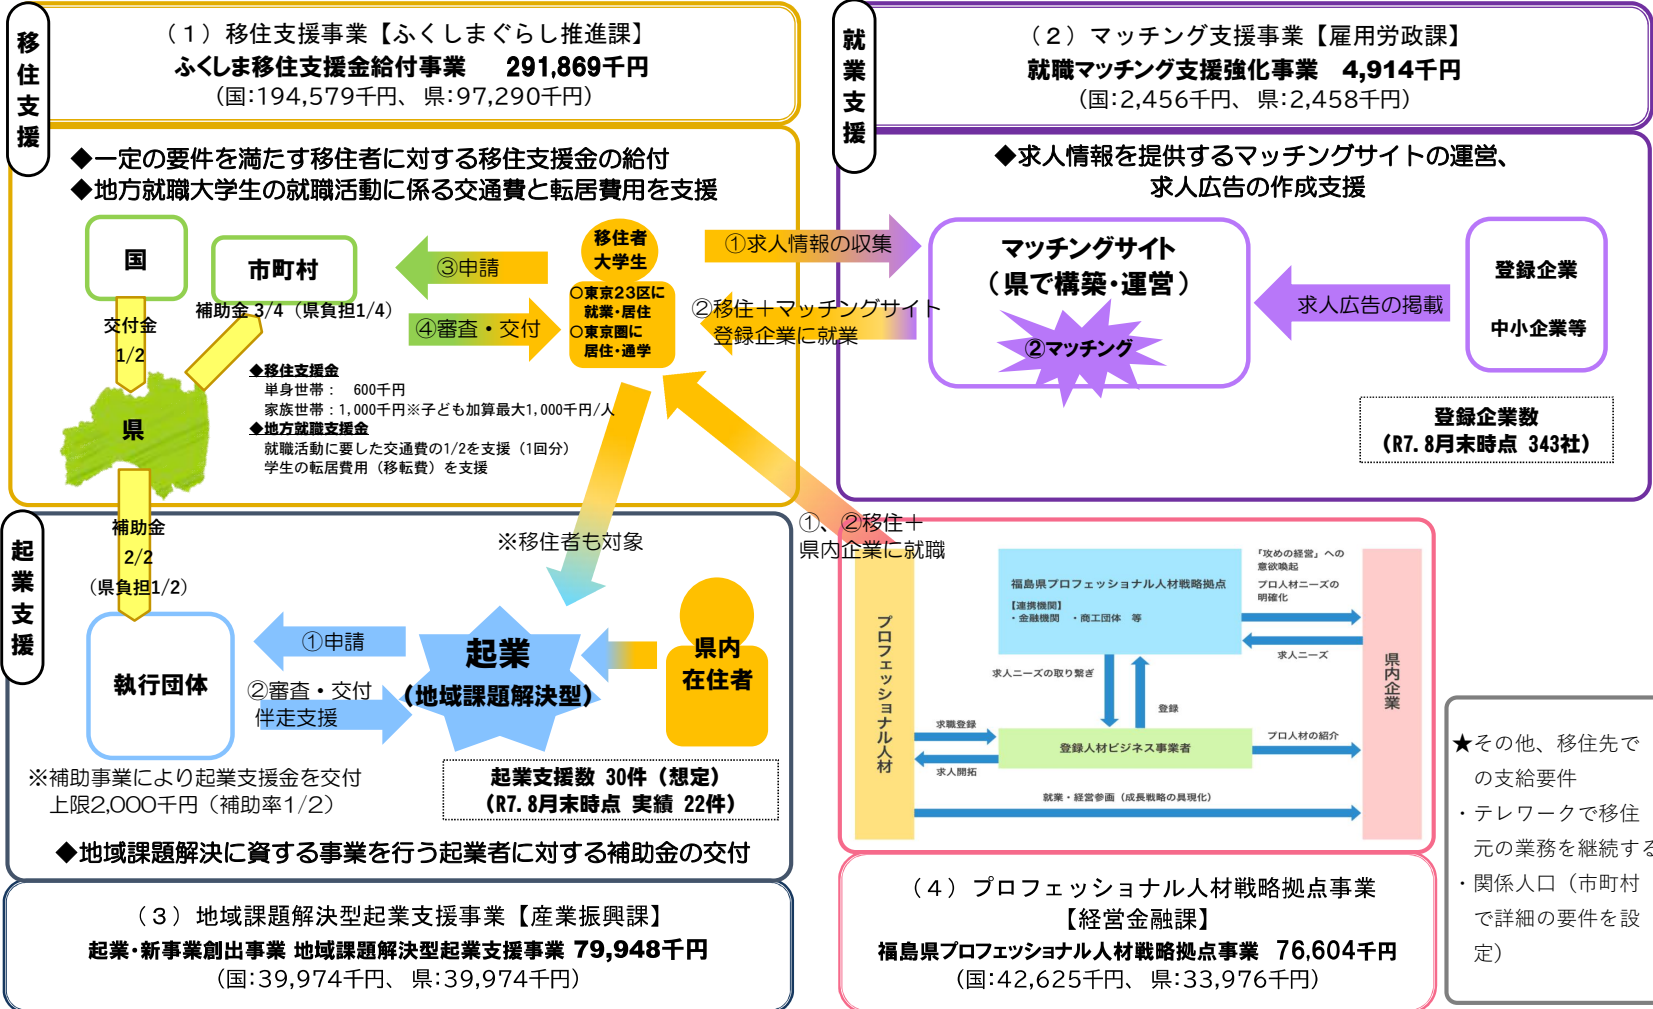 移住支援
（１）移住支援事業【ふくしまぐらし推進課】
ふくしま移住支援金給付事業　291,869千円
（国：194,579千円、県：97,290千円）
◆一定の要件を満たす移住者に対する移住支援金の給付
◆地方就職大学生の就職活動に係る交通費と転居費用を支援
国
市町村
③申請
移住者
大学生
○東京23区に
就業・居住
○東京圏に
居住・通学
交付金
1/2
補助金 3/4（県負担1/4）
④審査・交付
県
◆移住支援金
単身世帯：　600千円
家族世帯：1,000千円※子ども加算最大1,000千円/人
◆地方就職支援金
就職活動に要した交通費の1/2を支援（1回分）
学生の転居費用（移転費）を支援
①求人情報の収集
②移住＋マッチングサイト
登録企業に就業
就業支援
（２）マッチング支援事業【雇用労政課】
就職マッチング支援強化事業　4,914千円
（国：2,456千円、県：2,458千円）
◆求人情報を提供するマッチングサイトの運営、
求人広告の作成支援
マッチングサイト
（県で構築・運営）
②マッチング
求人広告の掲載
登録企業
中小企業等
登録企業数
（R7.8月末時点 343社）
起業支援
補助金
2/2
（県負担1/2）
※移住者も対象
①、②移住＋
県内企業に就職
執行団体
①申請
②審査・交付
伴走支援
起業
（地域課題解決型）
県内
在住者
※補助事業により起業支援金を交付
上限2,000千円（補助率1/2）
起業支援数 30件（想定）
（R7.8月末時点 実績 22件）
◆地域課題解決に資する事業を行う起業者に対する補助金の交付
（３）地域課題解決型起業支援事業【産業振興課】
起業・新事業創出事業 地域課題解決型起業支援事業 79,948千円
（国：39,974千円、県：39,974千円）
プロフェッショナル人材
福島県プロフェッショナル人材戦略拠点
【連携機関】
・金融機関　・商工団体　等
「攻めの経営」への
意欲喚起
プロ人材ニーズの
明確化
求人ニーズ
県内企業
求人ニーズの取り繋ぎ
登録
求職登録
求人開拓
登録人材ビジネス事業者
プロ人材の紹介
就業・経営参画（成長戦略の具現化）
（４）プロフェッショナル人材戦略拠点事業
【経営金融課】
福島県プロフェッショナル人材戦略拠点事業　76,604千円
（国：42,625千円、県：33,976千円）
★その他、移住先で
の支給要件
・テレワークで移住
元の業務を継続する
・関係人口（市町村
で詳細の要件を設
定）